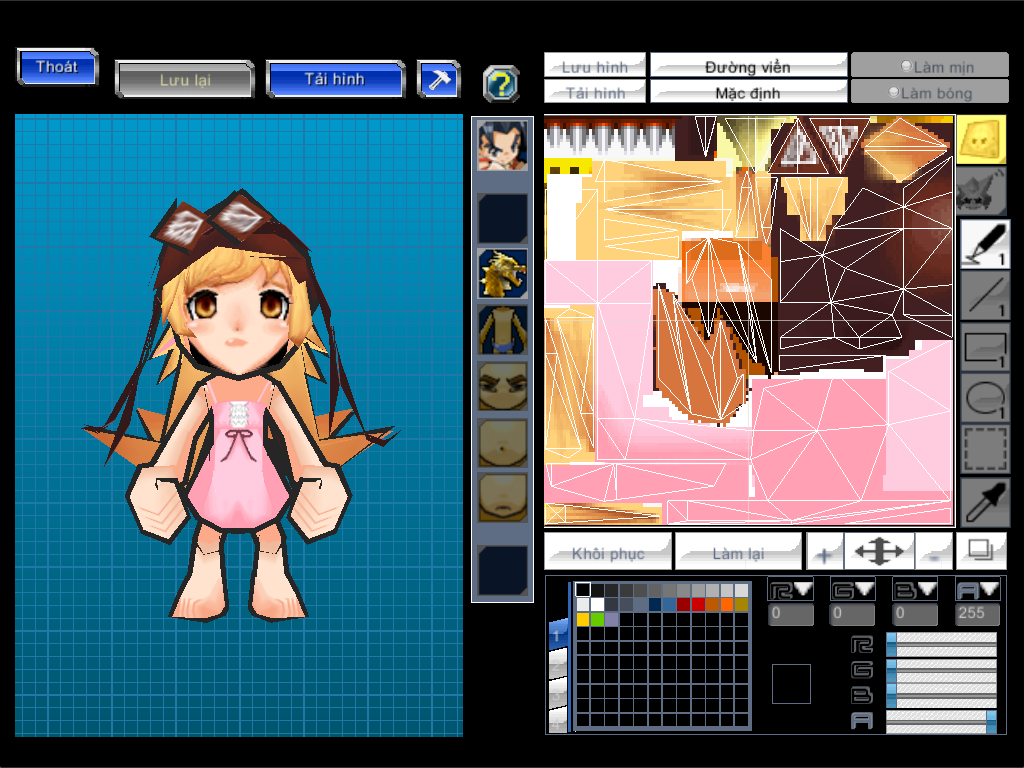 Thoát
Lưu lại
Tải hình
?
Lưu hình
Đường viền
Làm mịn
Tải hình
Mặc định
Làm bóng
1
1
1
1
Khôi phục
Làm lại
+
-
R
G
B
A
0
0
0
255
1
R
G
B
A